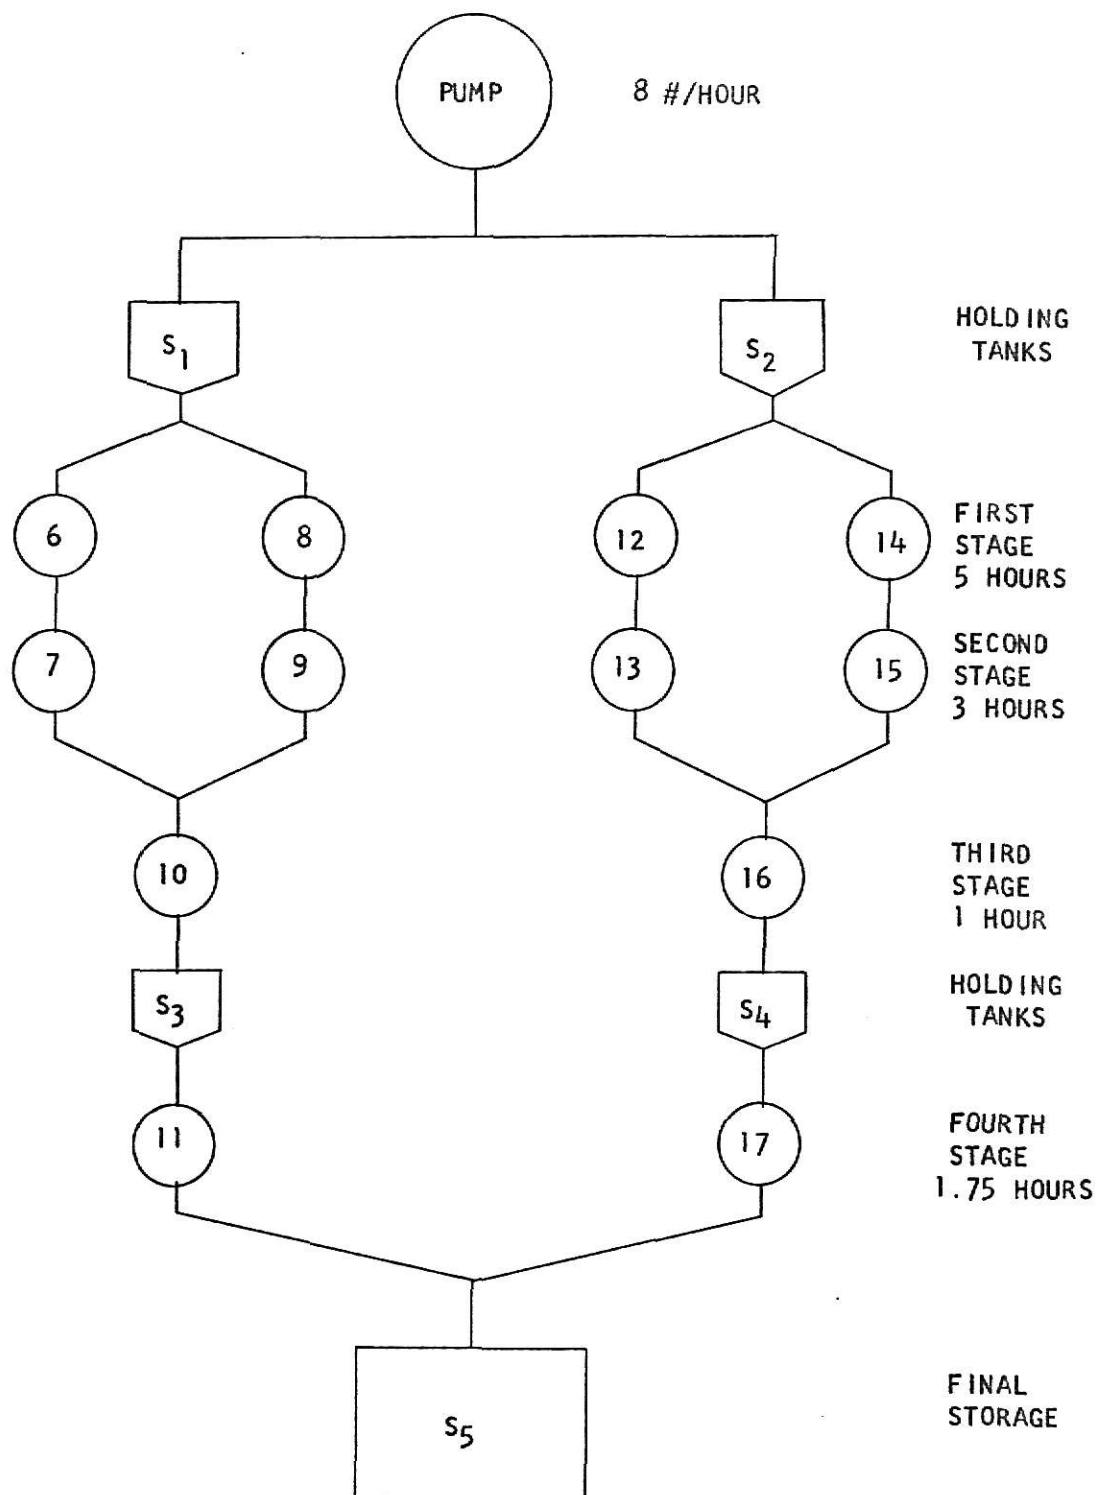 PUMP 8 #/HOUR
S1 S2
HOLDING
TANKS
6 8 12 14
FIRST
STAGE
5 HOURS
7 9 13 15
SECOND
STAGE
3 HOURS
10 16
THIRD
STAGE
1 HOUR
S3 S4
HOLDING
TANKS
11 17
FOURTH
STAGE
1.75 HOURS
S5
FINAL
STORAGE